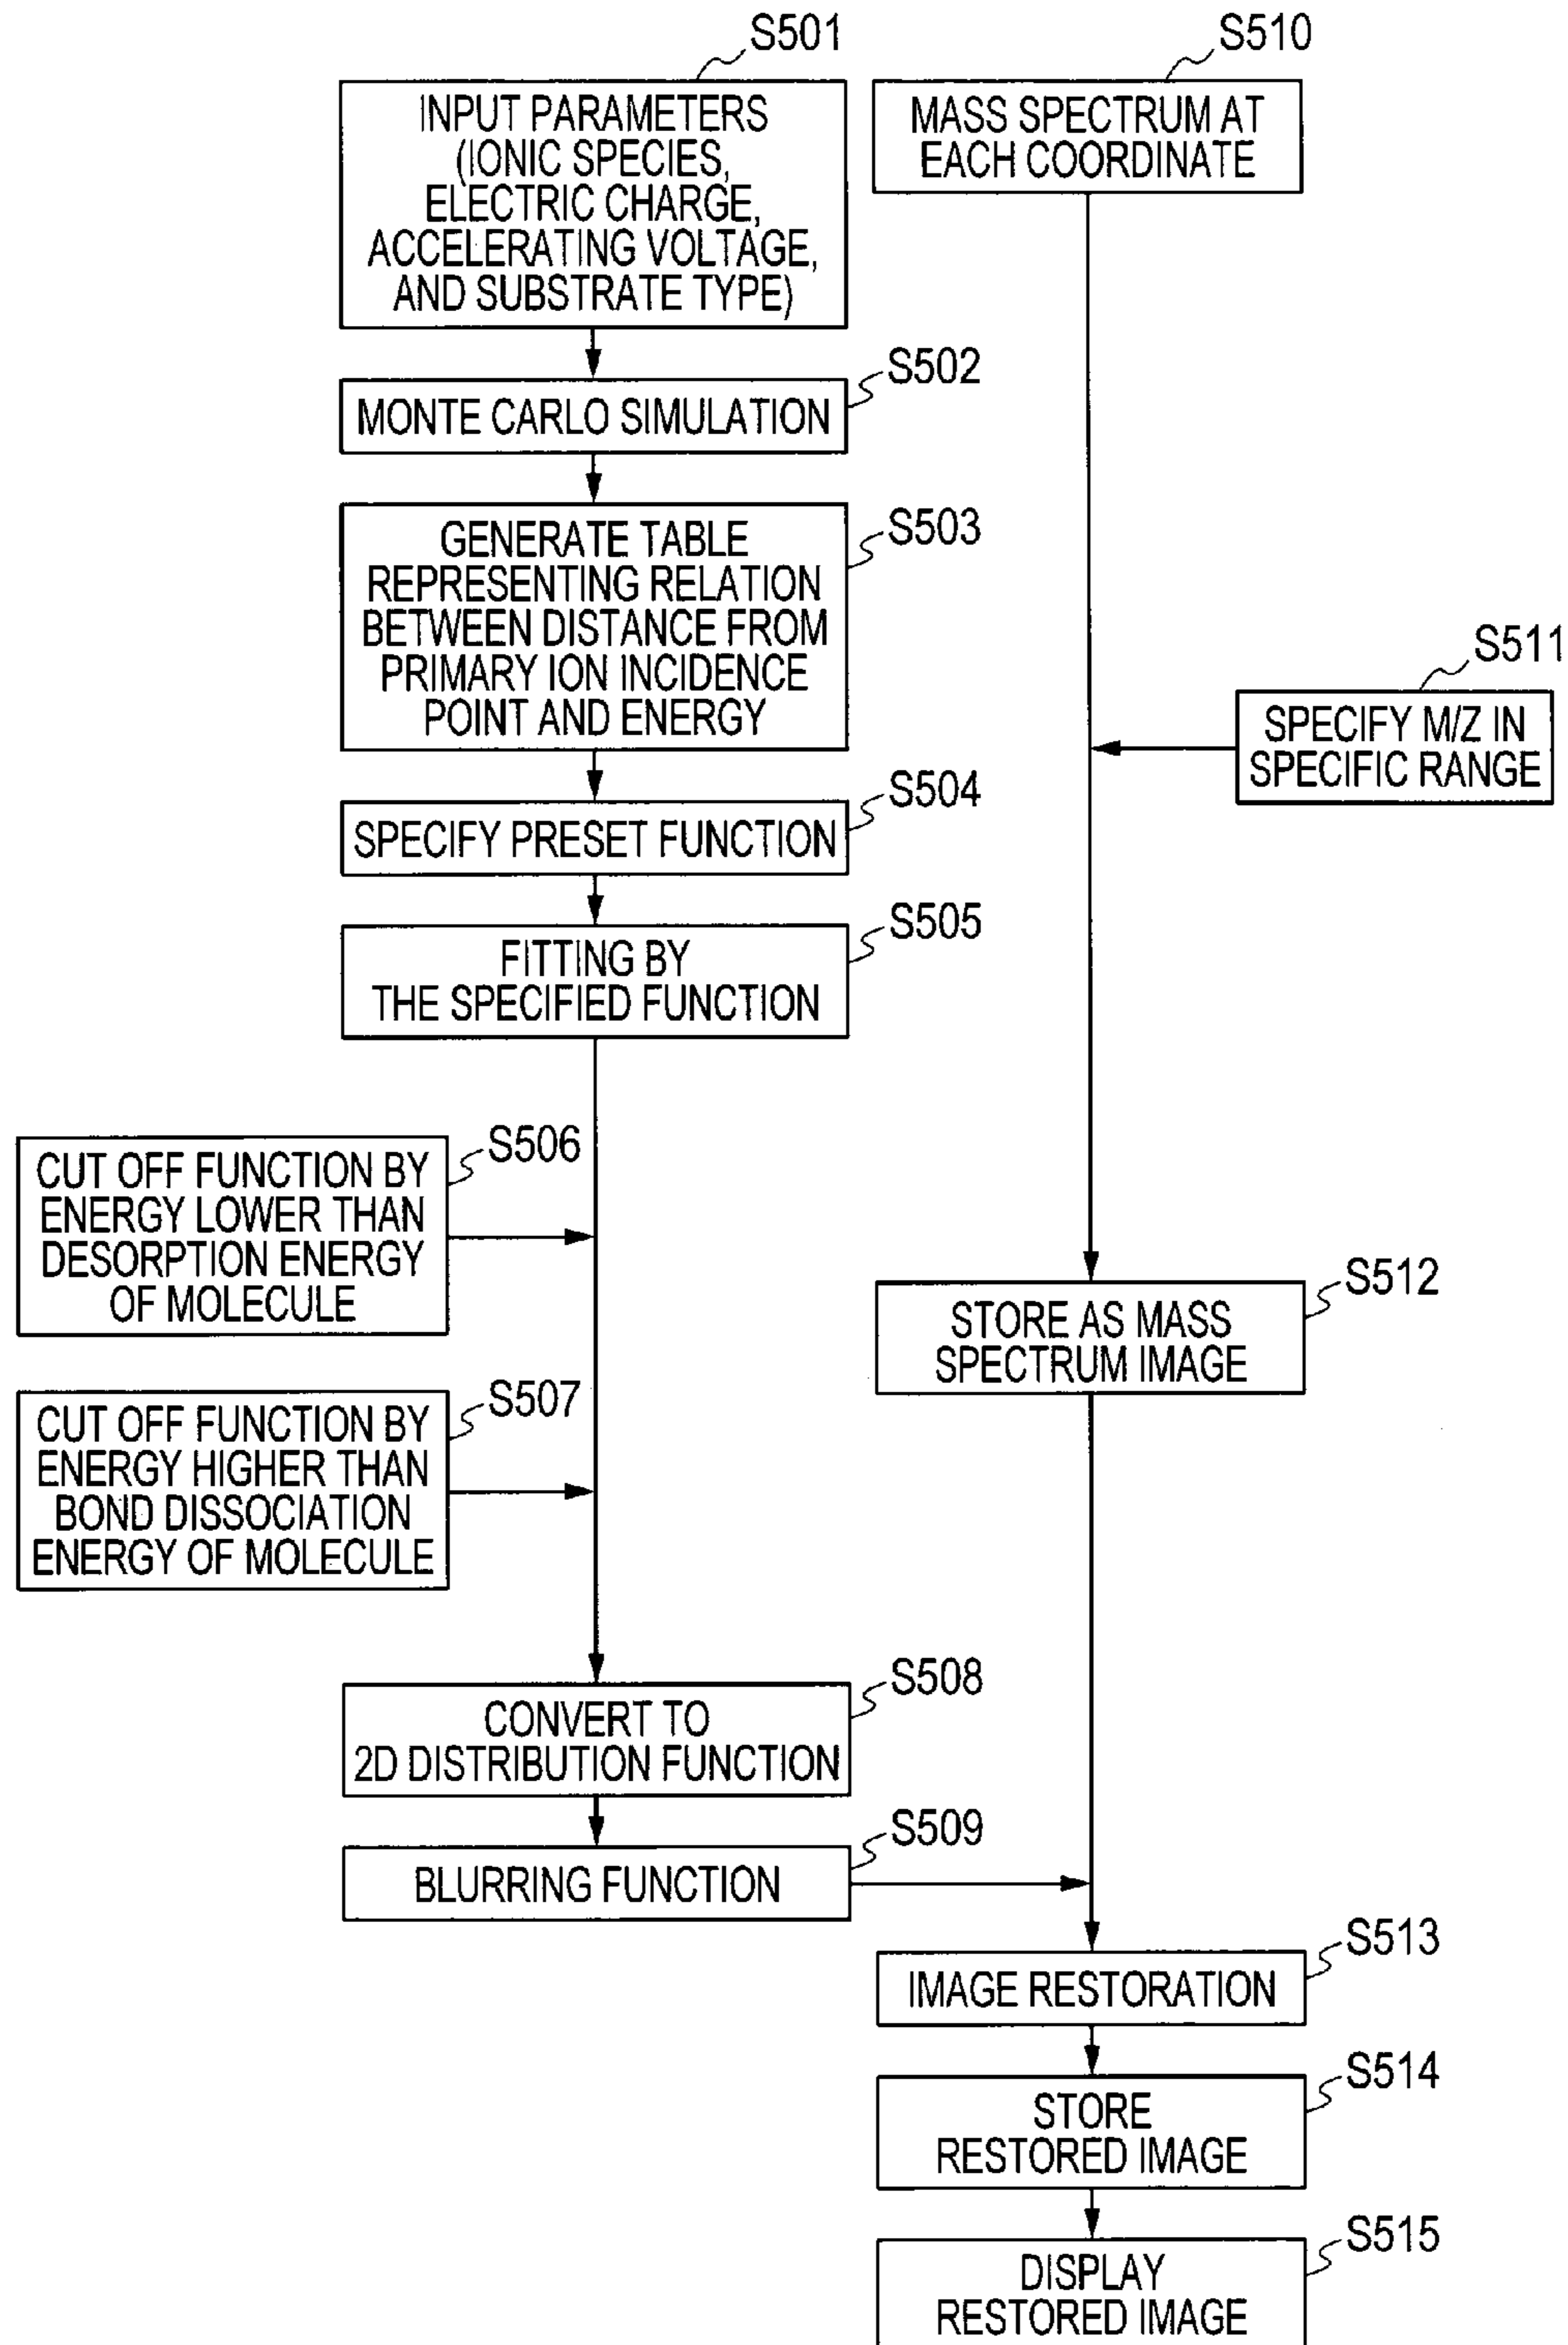 S501
INPUT PARAMETERS
(IONIC SPECIES,
ELECTRIC CHARGE,
ACCELERATING VOLTAGE,
AND SUBSTRATE TYPE)
S502
MONTE CARLO SIMULATION
S503
GENERATE TABLE
REPRESENTING RELATION
BETWEEN DISTANCE FROM
PRIMARY ION INCIDENCE
POINT AND ENERGY
S504
SPECIFY PRESET FUNCTION
S505
FITTING BY
THE SPECIFIED FUNCTION
S506
CUT OFF FUNCTION BY
ENERGY LOWER THAN
DESORPTION ENERGY
OF MOLECULE
S507
CUT OFF FUNCTION BY
ENERGY HIGHER THAN
BOND DISSOCIATION
ENERGY OF MOLECULE
S508
CONVERT TO
2D DISTRIBUTION FUNCTION
S509
BLURRING FUNCTION
S510
MASS SPECTRUM AT
EACH COORDINATE
S511
SPECIFY M/Z IN
SPECIFIC RANGE
S512
STORE AS MASS
SPECTRUM IMAGE
S513
IMAGE RESTORATION
S514
STORE
RESTORED IMAGE
S515
DISPLAY
RESTORED IMAGE